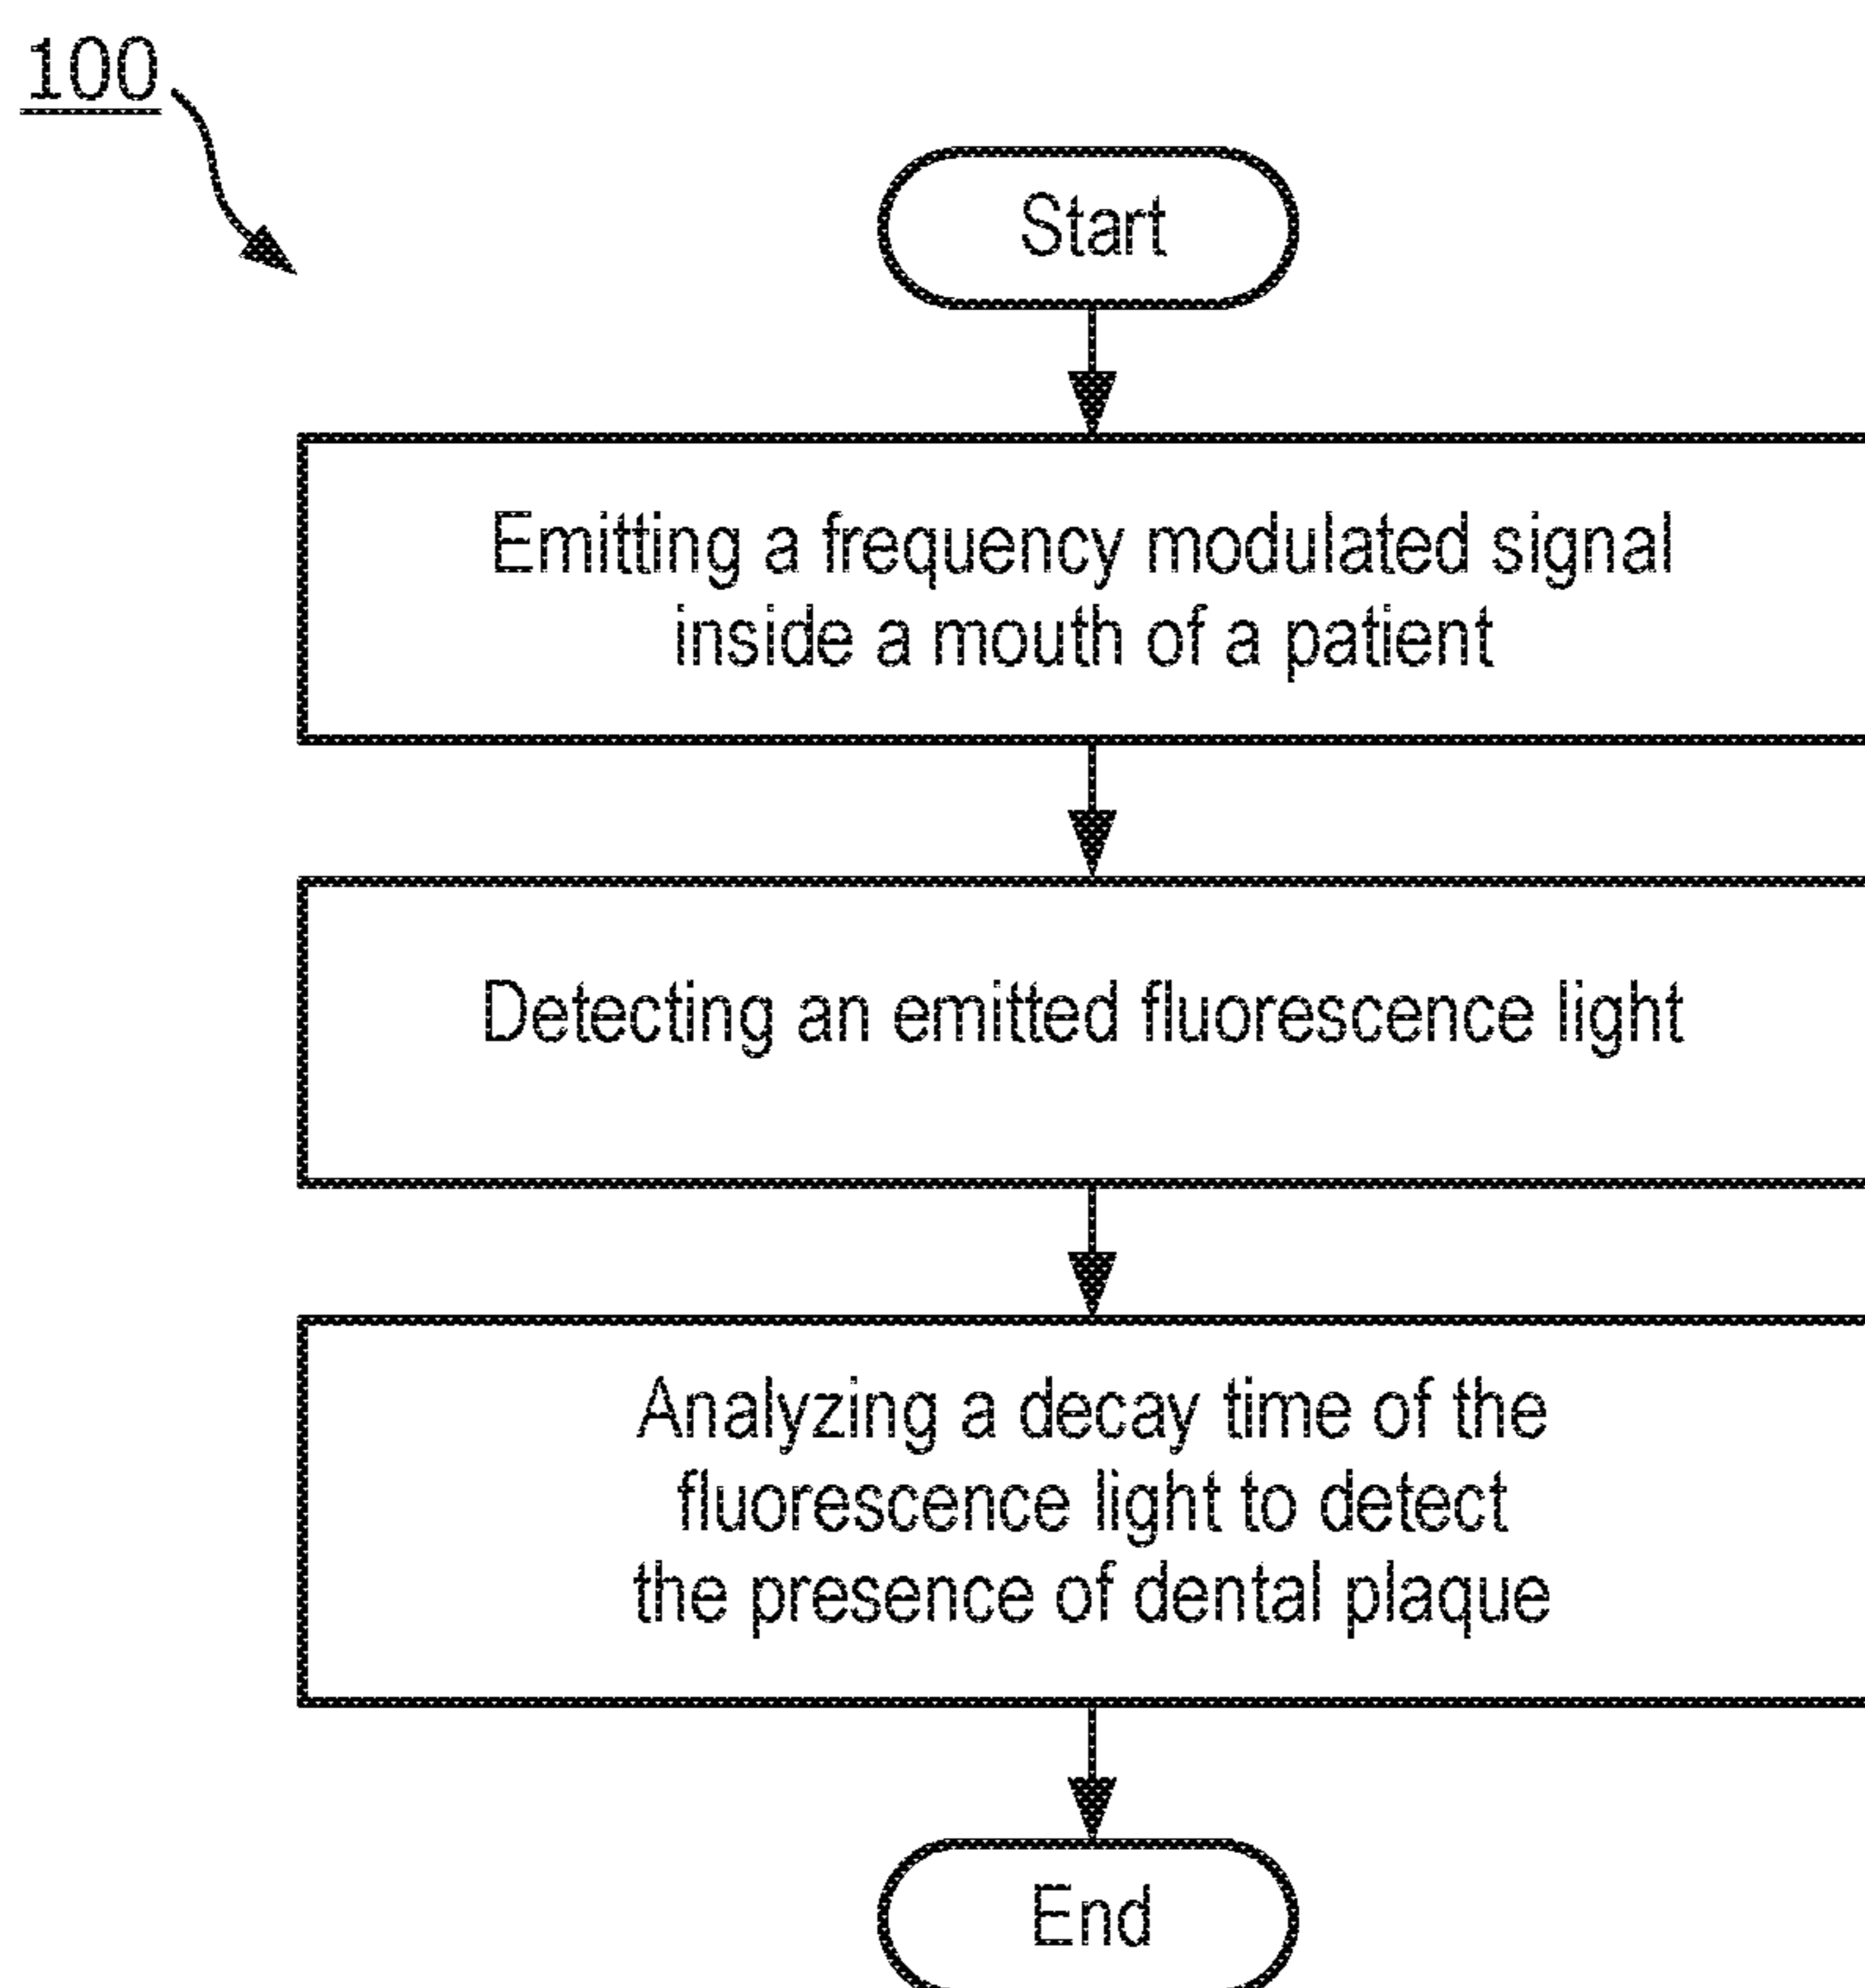 100
Start
Emitting a frequency modulated signal
inside a mouth of a patient
Detecting an emitted fluorescence light
Analyzing a decay time of the
fluorescence light to detect
the presence of dental plaque
End